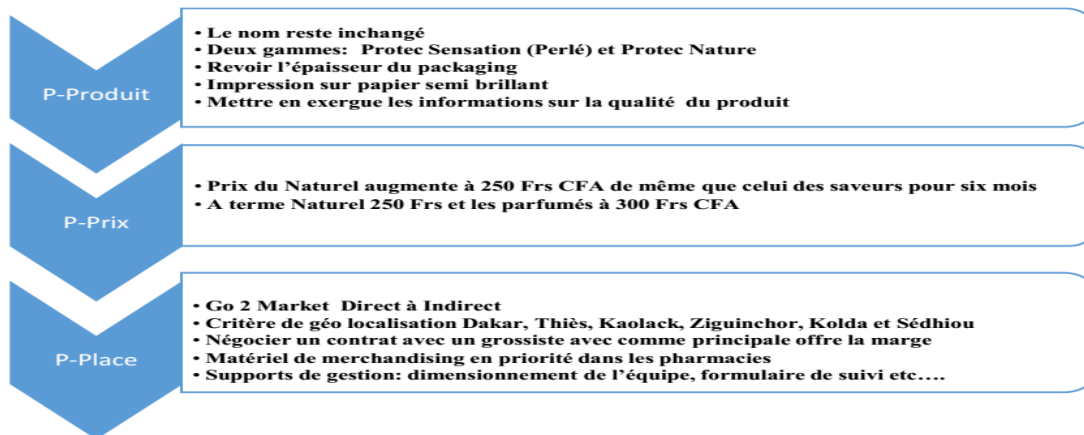 P-Produit
• Le nom reste inchangé
• Deux gammes: Protec Sensation (Perlé) et Protec Nature
• Revoir l'épaisseur du packaging
• Impression sur papier semi brillant
• Mettre en exergue les informations sur la qualité du produit
P-Prix
• Prix du Naturel augmente à 250 Frs CFA de même que celui des saveurs pour six mois
• A terme Naturel 250 Frs et les parfumés à 300 Frs CFA
P-Place
• Go 2 Market Direct à Indirect
• Critère de géo localisation Dakar, Thiès, Kaolack, Ziguinchor, Kolda et Sédhiou
• Négocier un contrat avec un grossiste avec comme principale offre la marge
• Matériel de merchandising en priorité dans les pharmacies
• Supports de gestion: dimensionnement de l'équipe, formulaire de suivi etc….